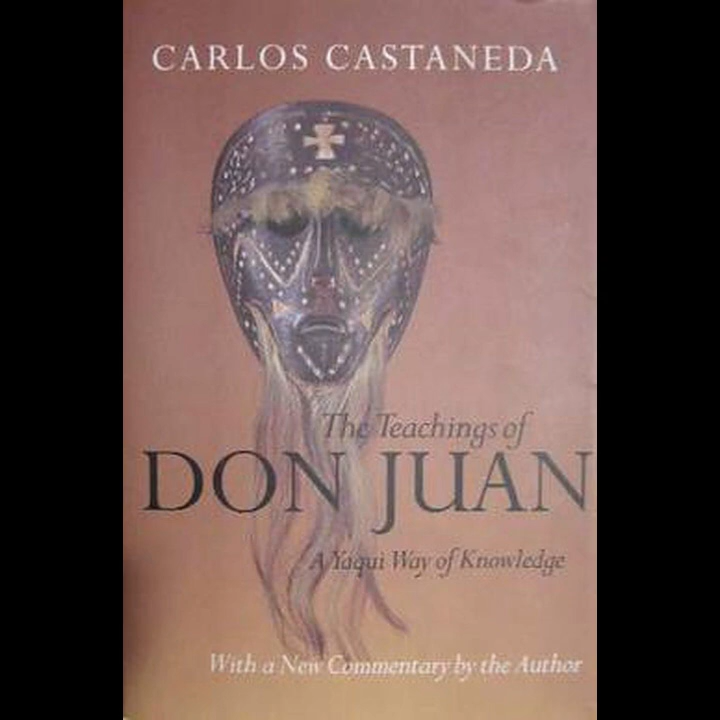 CARLOS CASTANEDA
The Teachings of
DON JUAN
A Yaqui Way of Knowledge
With a New Commentary by the Author